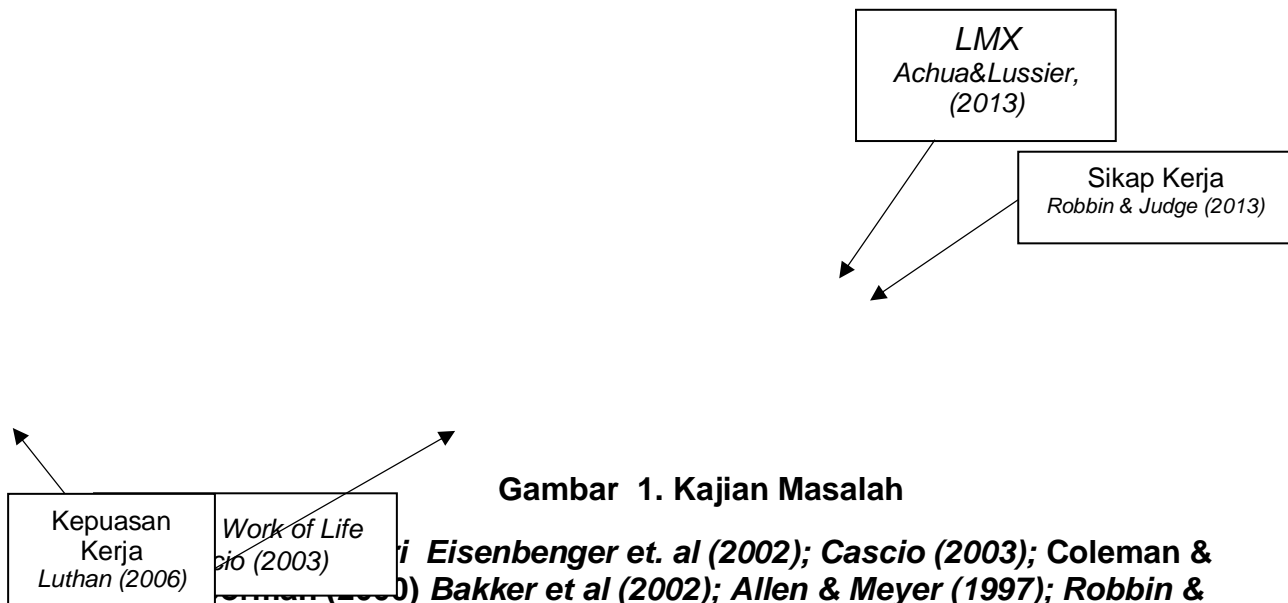 LMX
Achua&Lussier,
(2013)
Sikap Kerja
Robbin & Judge (2013)
Gambar 1. Kajian Masalah
Kepuasan
Kerja
Luthan (2006)
Work of Life
(2003)
Eisenbenger et. al (2002); Cascio (2003); Coleman &
Bakker et al (2002); Allen & Meyer (1997); Robbin &